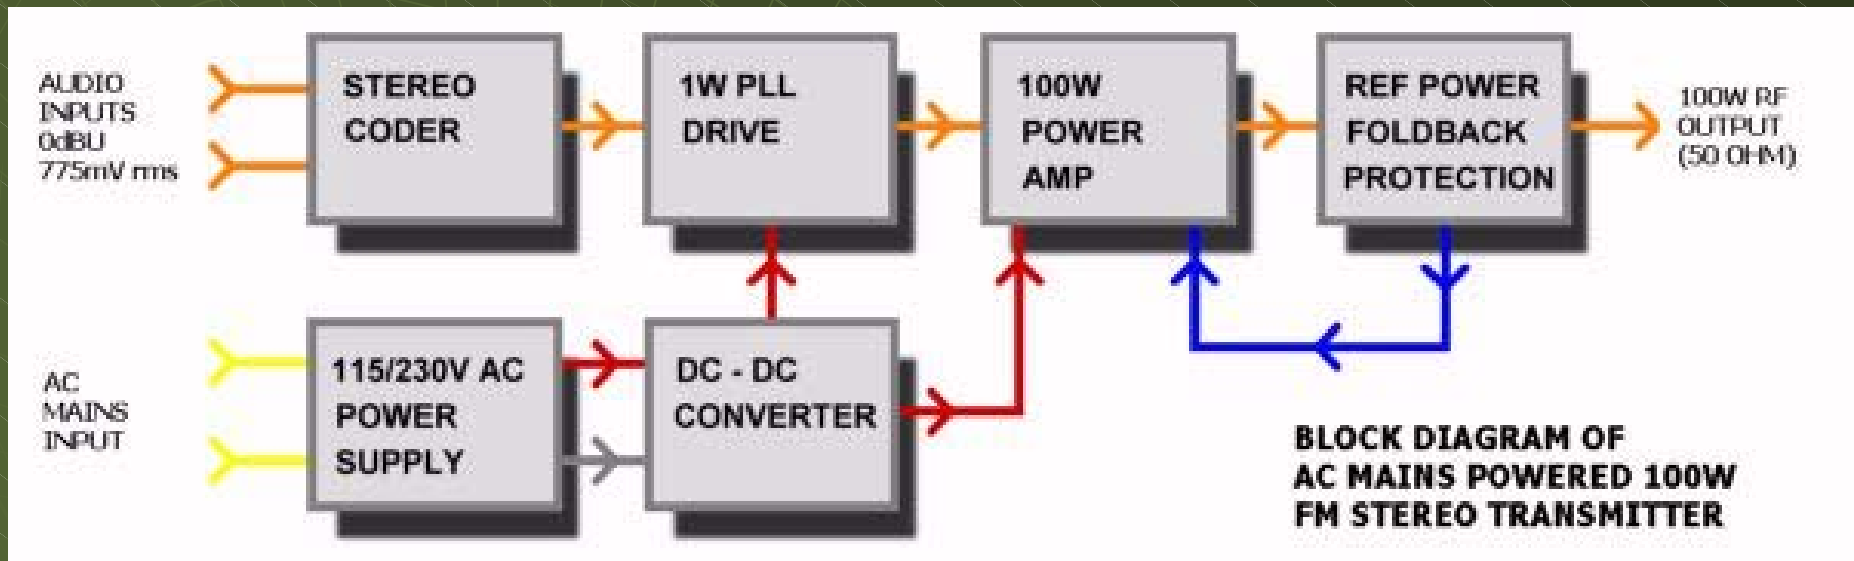 AUDIO
INPUTS
0dBU
775mV rms
STEREO
CODER
1W PLL
DRIVE
100W
POWER
AMP
REF POWER
FOLDBACK
PROTECTION
100W RF
OUTPUT
(50 OHM)
AC
MAINS
INPUT
115/230V AC
POWER
SUPPLY
DC - DC
CONVERTER
BLOCK DIAGRAM OF
AC MAINS POWERED 100W
FM STEREO TRANSMITTER